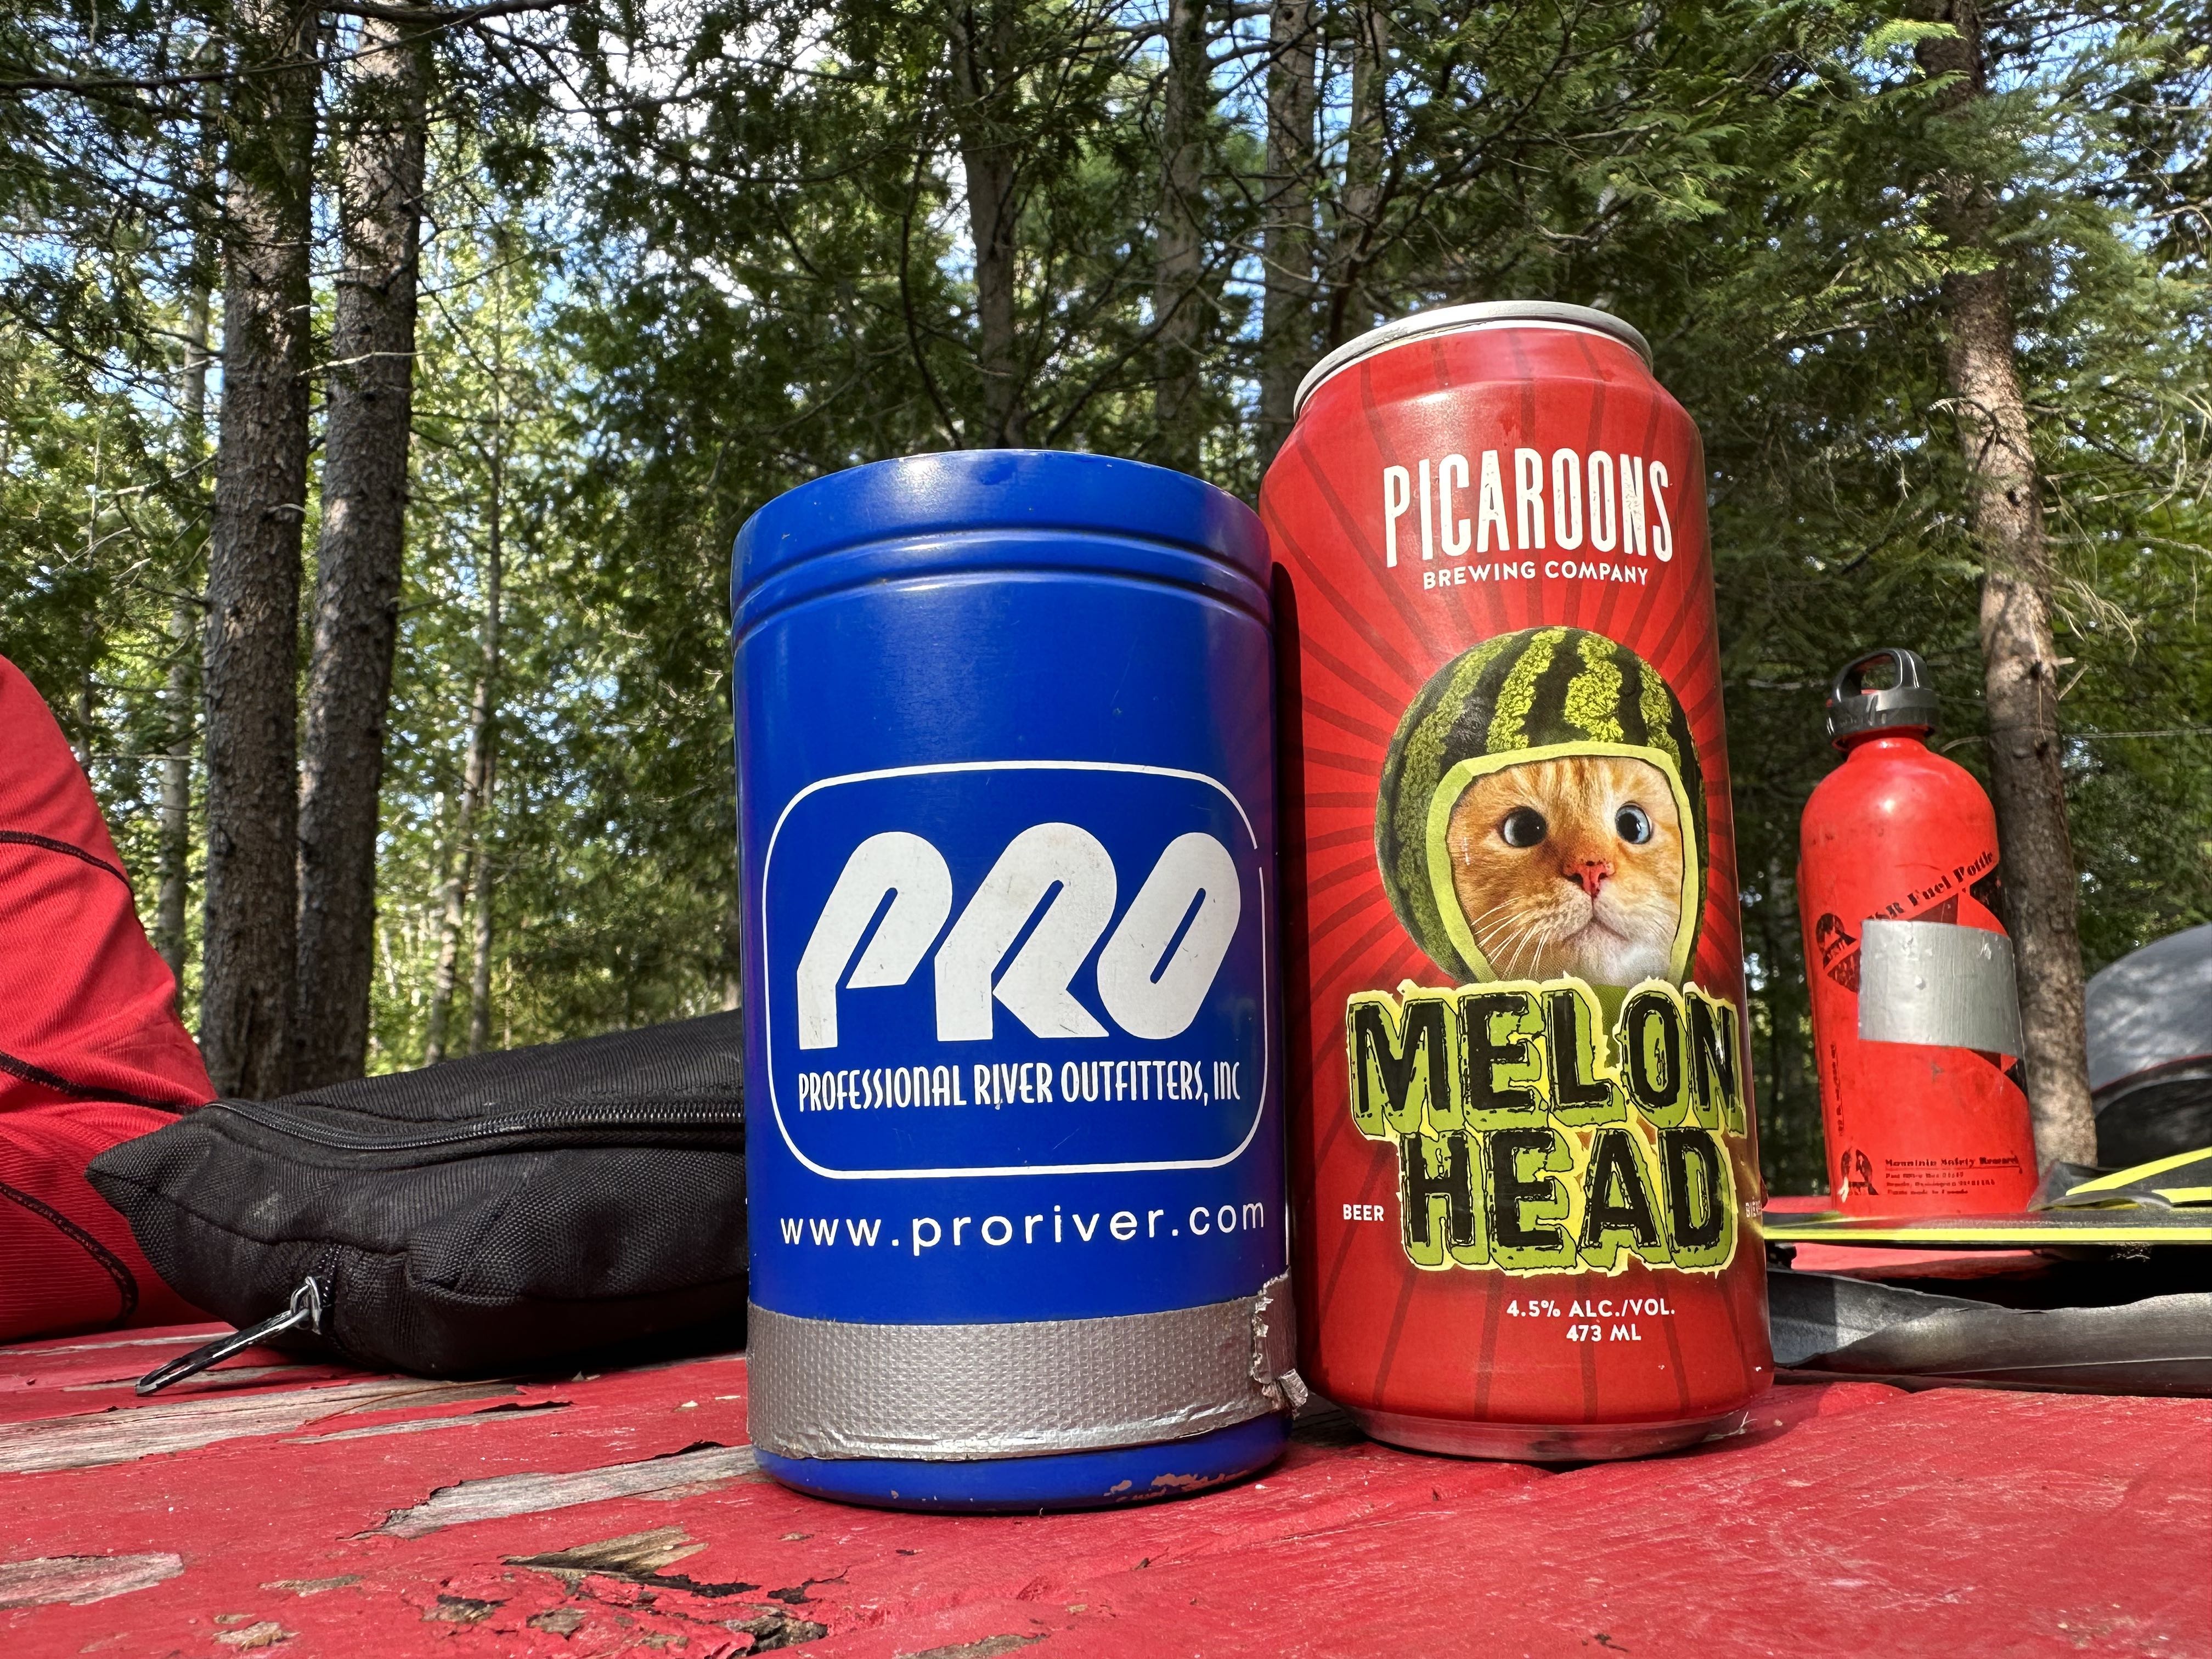 PRO
PROFESSIONAL RIVER OUTFITTERS, INC
www.proriver.com
PICAROONS
BREWING COMPANY
MELON
HEAD
BEER
4.5% ALC./VOL.
473 ML
Fuel Bottle
Mountain Safety Research